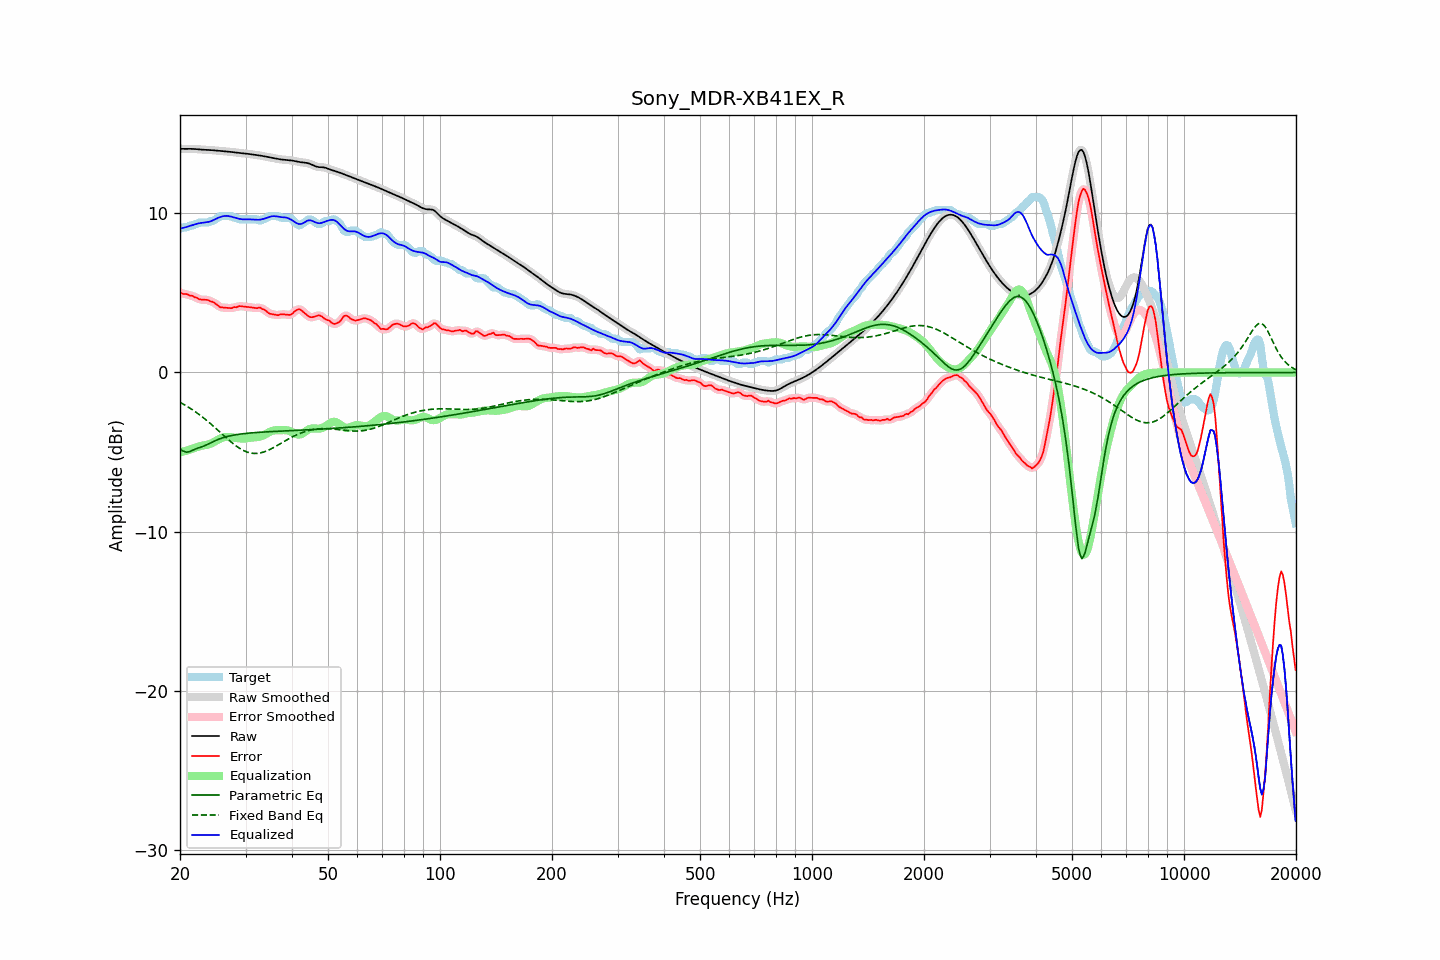 Sony_MDR-XB41EX_R
Amplitude (dBr)
10
0
−10
−20
−30
Target
Raw Smoothed
Error Smoothed
Raw
Error
Equalization
Parametric Eq
Fixed Band Eq
Equalized
20 50 100 200 500 1000 2000 5000 10000 20000
Frequency (Hz)